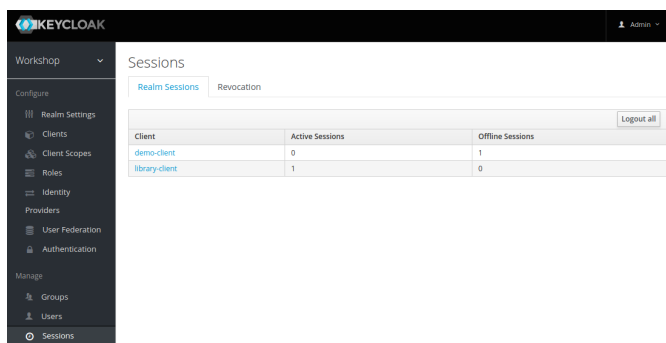 KEYCLOAK
Admin
Workshop
Configure
Realm Settings
Clients
Client Scopes
Roles
Identity
Providers
User Federation
Authentication
Manage
Groups
Users
Sessions
Sessions
Realm Sessions Revocation
Logout all
Client Active Sessions Offline Sessions
demo-client 0 1
library-client 1 0